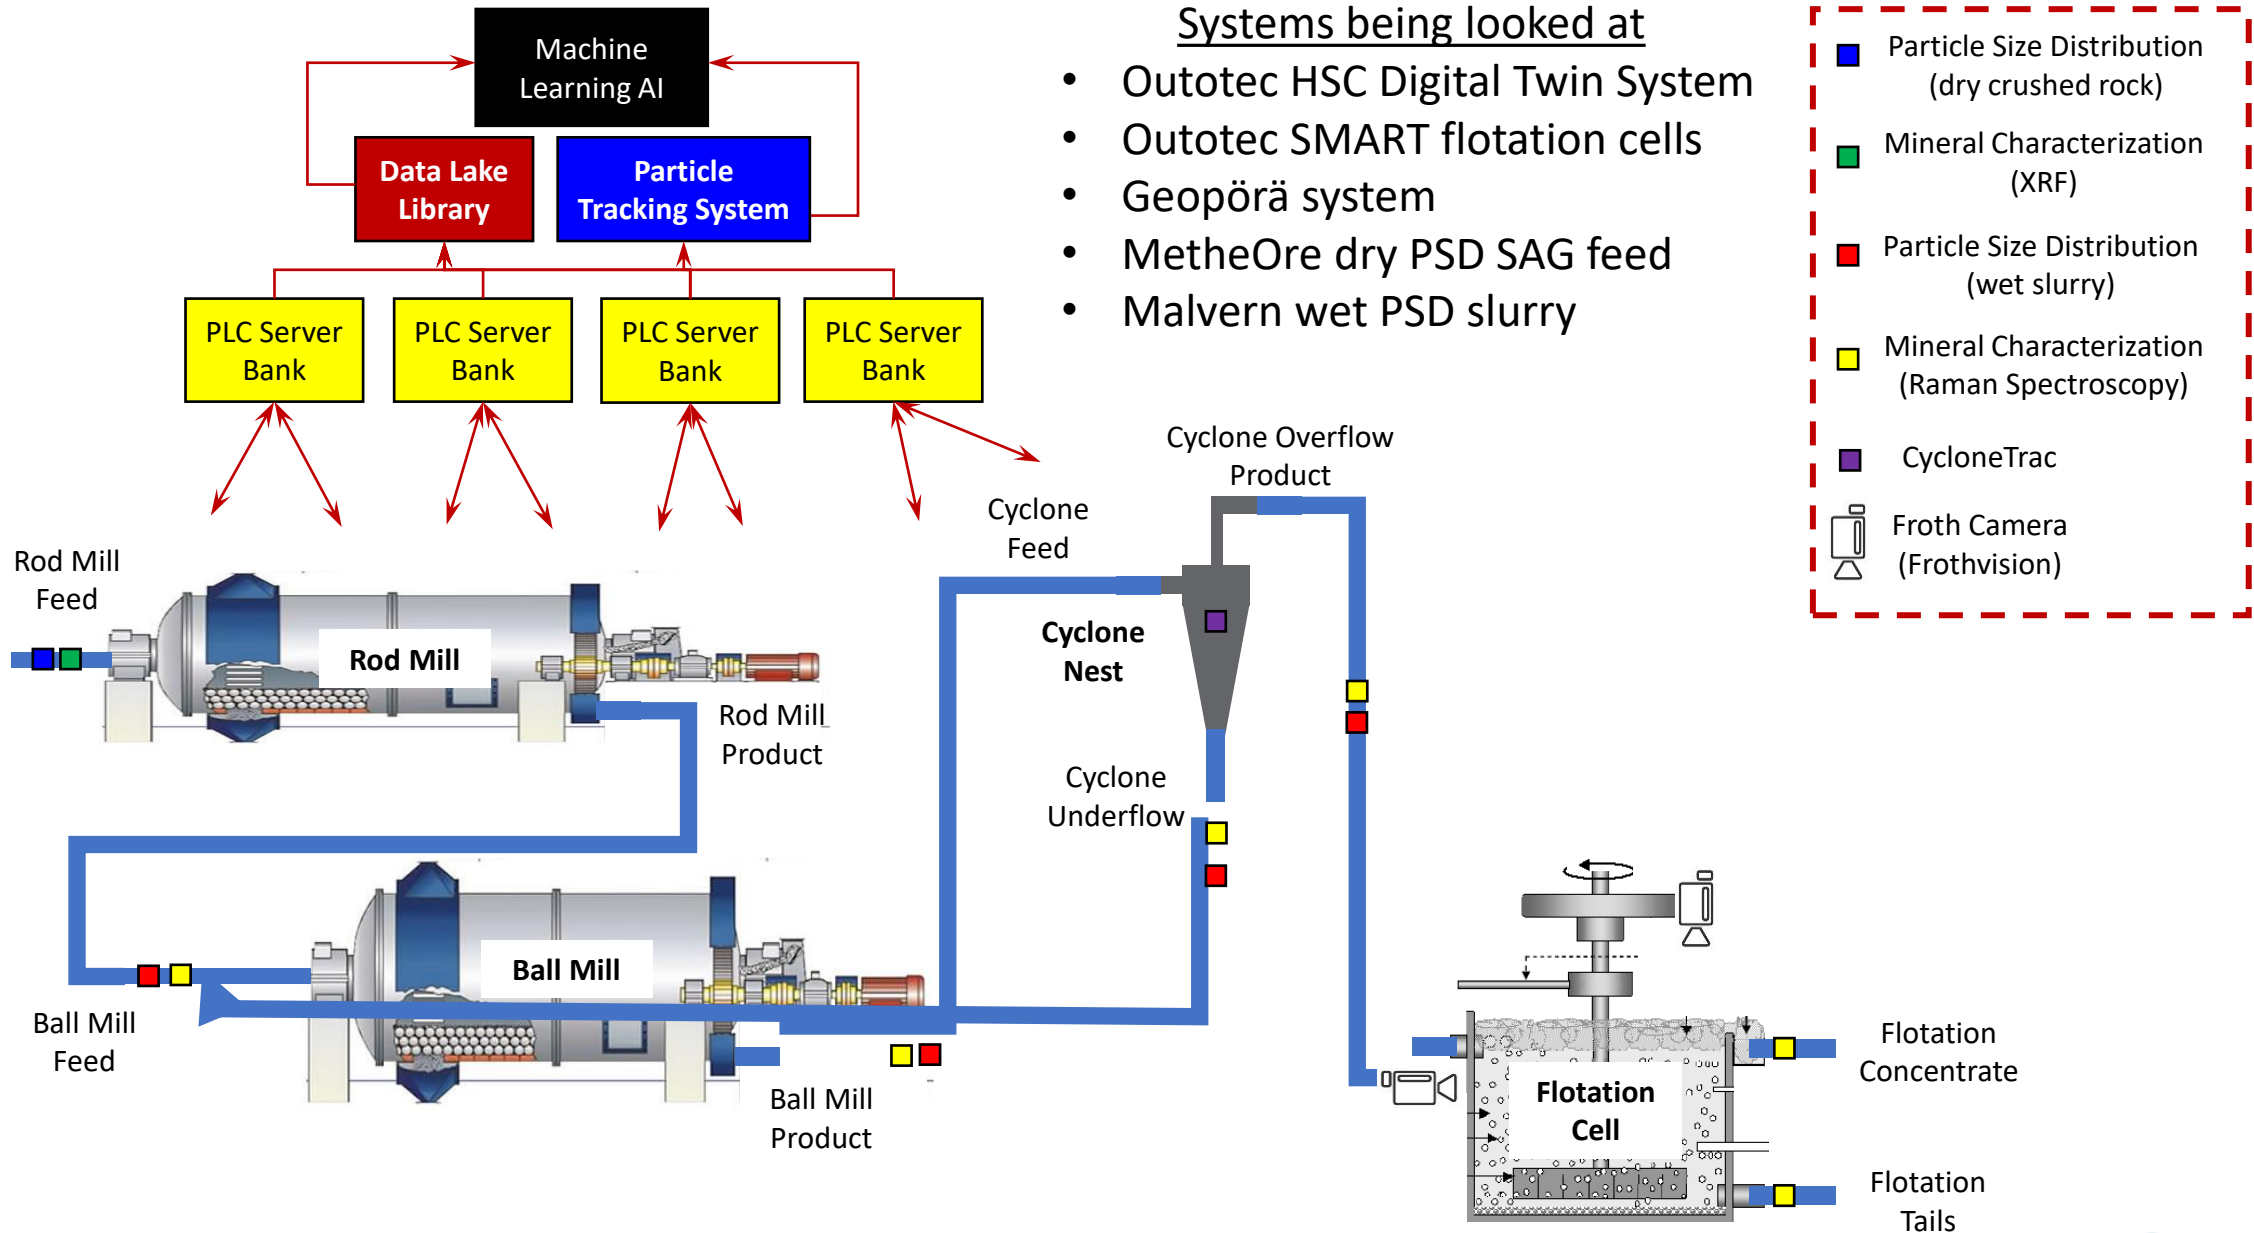 Machine
Learning AI
Data Lake
Library
Particle
Tracking System
PLC Server
Bank
PLC Server
Bank
PLC Server
Bank
PLC Server
Bank
Systems being looked at
• Outotec HSC Digital Twin System
• Outotec SMART flotation cells
• Geopörä system
• MetheOre dry PSD SAG feed
• Malvern wet PSD slurry
Particle Size Distribution
(dry crushed rock)
Mineral Characterization
(XRF)
Particle Size Distribution
(wet slurry)
Mineral Characterization
(Raman Spectroscopy)
CycloneTrac
Froth Camera
(Frothvision)
Rod Mill
Feed
Rod Mill
Rod Mill
Product
Cyclone
Feed
Cyclone Overflow
Product
Cyclone
Nest
Cyclone
Underflow
Ball Mill
Feed
Ball Mill
Ball Mill
Product
Flotation
Cell
Flotation
Concentrate
Flotation
Tails